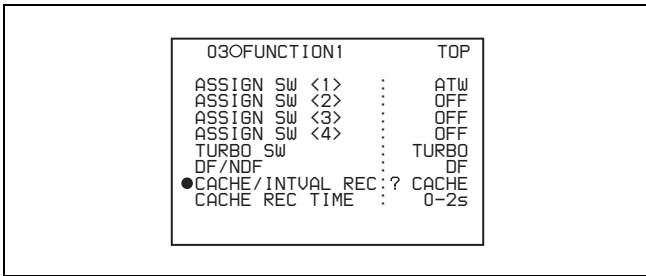 03○FUNCTION1 TOP
ASSIGN SW <1> : ATW
ASSIGN SW <2> : OFF
ASSIGN SW <3> : OFF
ASSIGN SW <4> : OFF
TURBO SW : TURBO
DF/NDF : DF
●CACHE/INTVAL REC:? CACHE
CACHE REC TIME : 0-2s